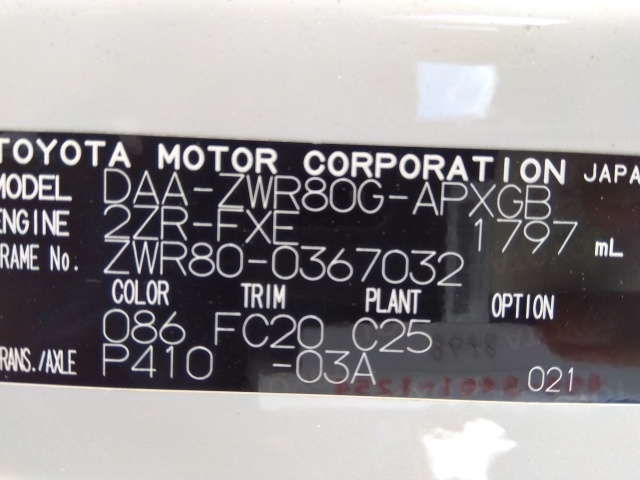 TOYOTA MOTOR CORPORATION JAPA
MODEL DAA-ZWR80G-APXGB
ENGINE 2ZR-FXE 1797 mL
RAME No. ZWR80-0367032
COLOR TRIM PLANT OPTION
086 FC20 C25
RANS./AXLE P410 -03A 021